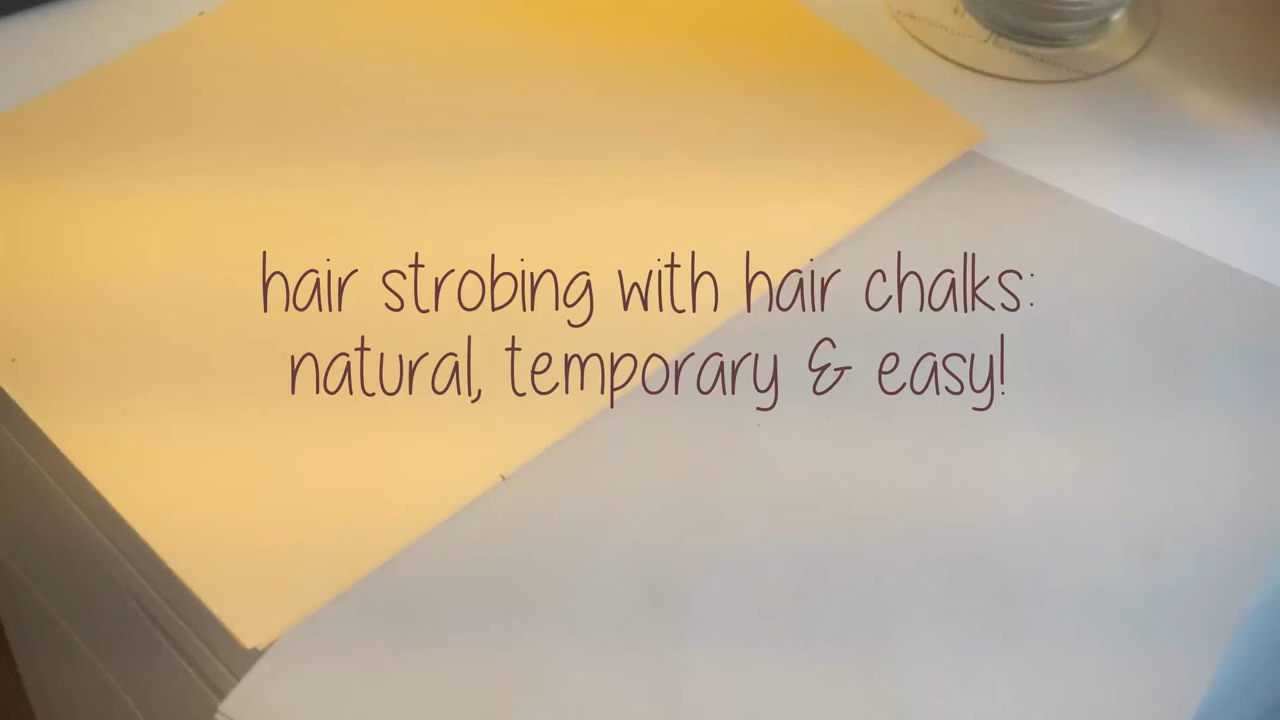 hair strobing with hair chalks:
natural, temporary & easy!